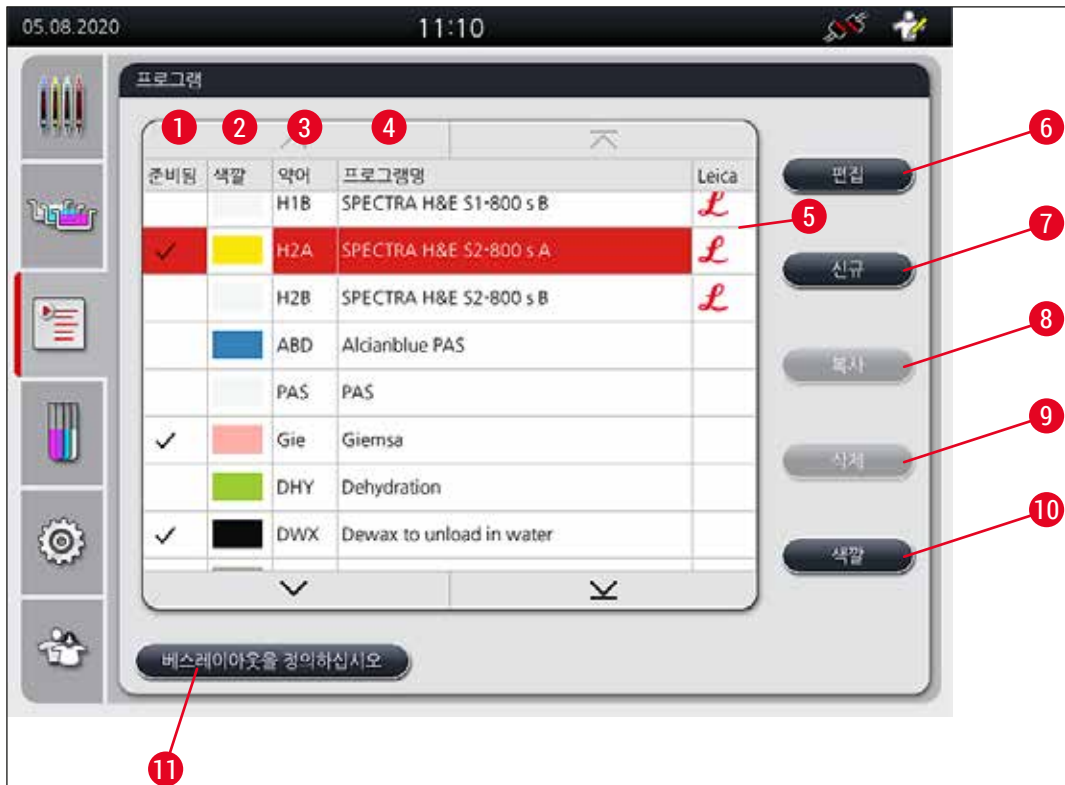 05.08.2020 11:10
프로그램
1 2 3 4
준비됨 색깔 약어 프로그램명 Leica
H1B SPECTRA H&E S1-800 s B L
H2A SPECTRA H&E S2-800 s A L
H2B SPECTRA H&E S2-800 s B L
ABD Alcianblue PAS
PAS PAS
Gie Giemsa
DHY Dehydration
DWX Dewax to unload in water
5
편집 6
신규 7
복사 8
삭제 9
색깔 10
베스레이아웃을 정의하십시오
11